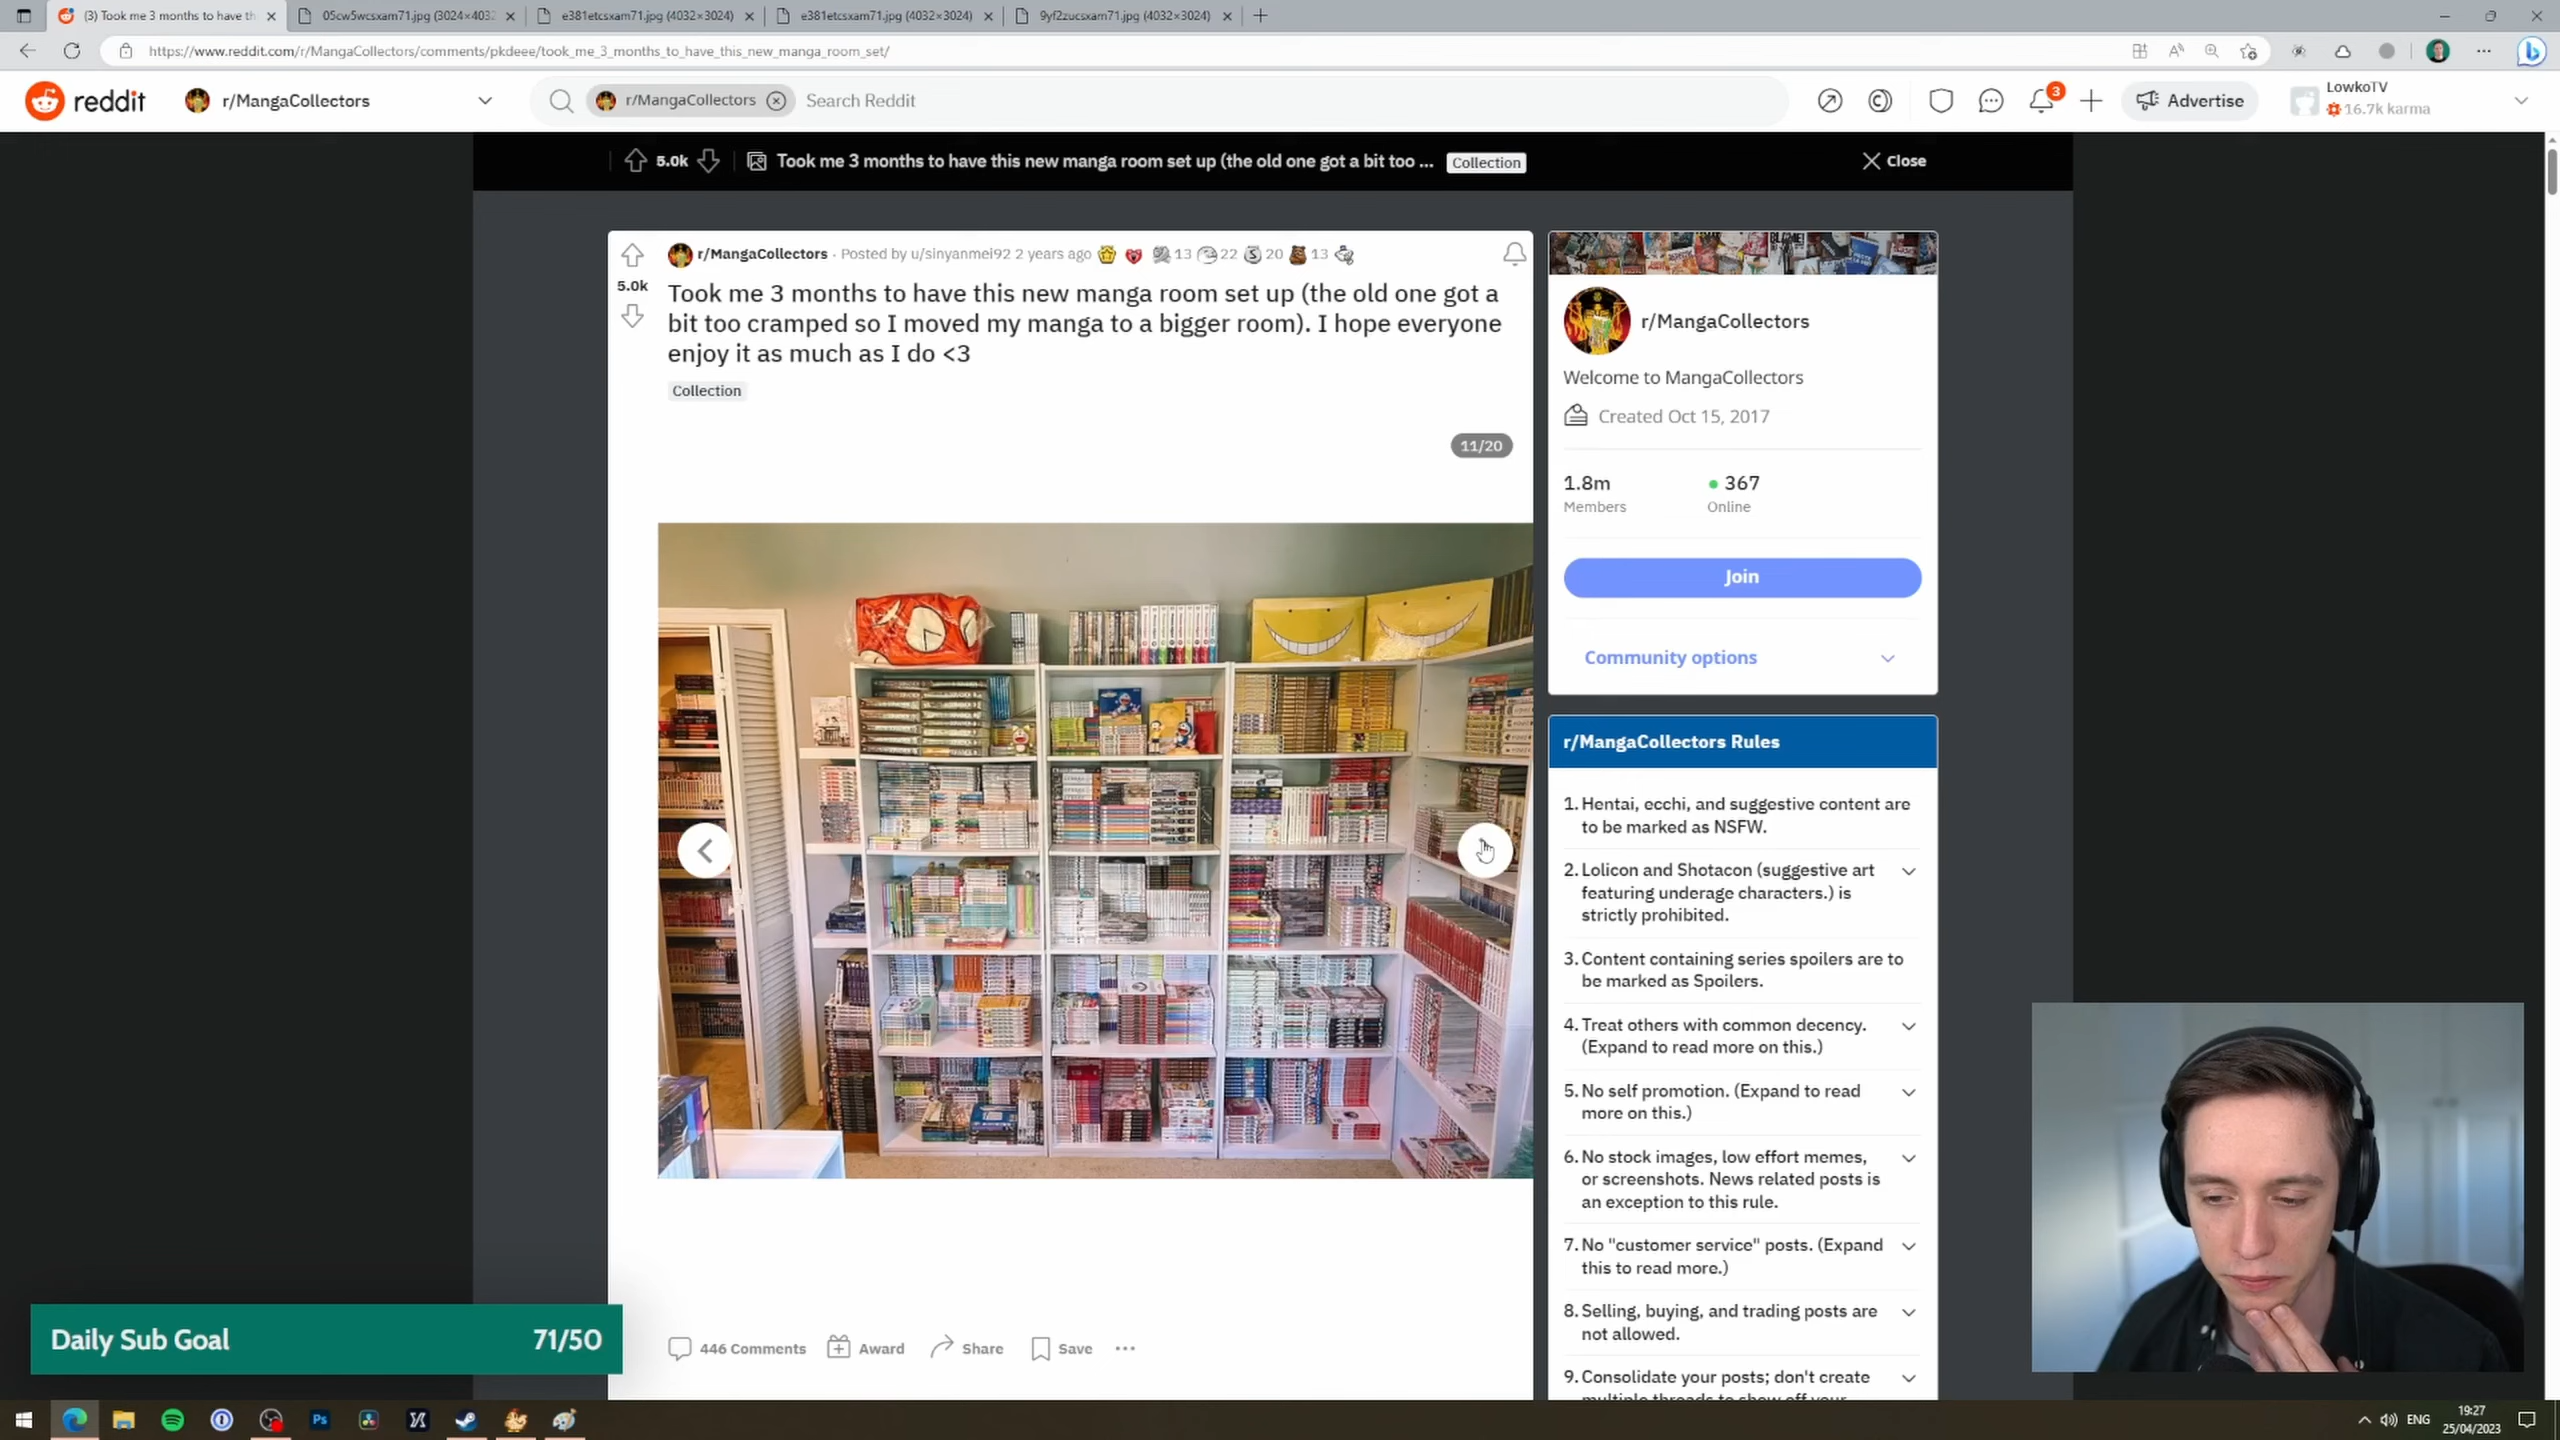 (3) Took me 3 months to have th
05cw5wcsxam71.jpg (3024×403
e381etcsxam71.jpg (4032×3024)
e381etcsxam71.jpg (4032×3024)
9yf2zucsxam71.jpg (4032×3024)
https://www.reddit.com/r/MangaCollectors/comments/pkdeee/took_me_3_months_to_have_this_new_manga_room_set/
reddit
r/MangaCollectors
r/MangaCollectors
Search Reddit
3
Advertise
LowkoTV
16.7k karma
5.0k
Took me 3 months to have this new manga room set up (the old one got a bit too ...
Collection
Close
r/MangaCollectors · Posted by u/sinyanmei92 2 years ago 13 22 20 13
5.0k
Took me 3 months to have this new manga room set up (the old one got a
bit too cramped so I moved my manga to a bigger room). I hope everyone
enjoy it as much as I do <3
Collection
11/20
446 Comments
Award
Share
Save
r/MangaCollectors
Welcome to MangaCollectors
Created Oct 15, 2017
1.8m
Members
367
Online
Join
Community options
r/MangaCollectors Rules
1. Hentai, ecchi, and suggestive content are
to be marked as NSFW.
2. Lolicon and Shotacon (suggestive art
featuring underage characters.) is
strictly prohibited.
3. Content containing series spoilers are to
be marked as Spoilers.
4. Treat others with common decency.
(Expand to read more on this.)
5. No self promotion. (Expand to read
more on this.)
6. No stock images, low effort memes,
or screenshots. News related posts is
an exception to this rule.
7. No "customer service" posts. (Expand
this to read more.)
8. Selling, buying, and trading posts are
not allowed.
9. Consolidate your posts; don't create
multiple threads to show off your
Daily Sub Goal
71/50
Ps
ENG
19:27
25/04/2023